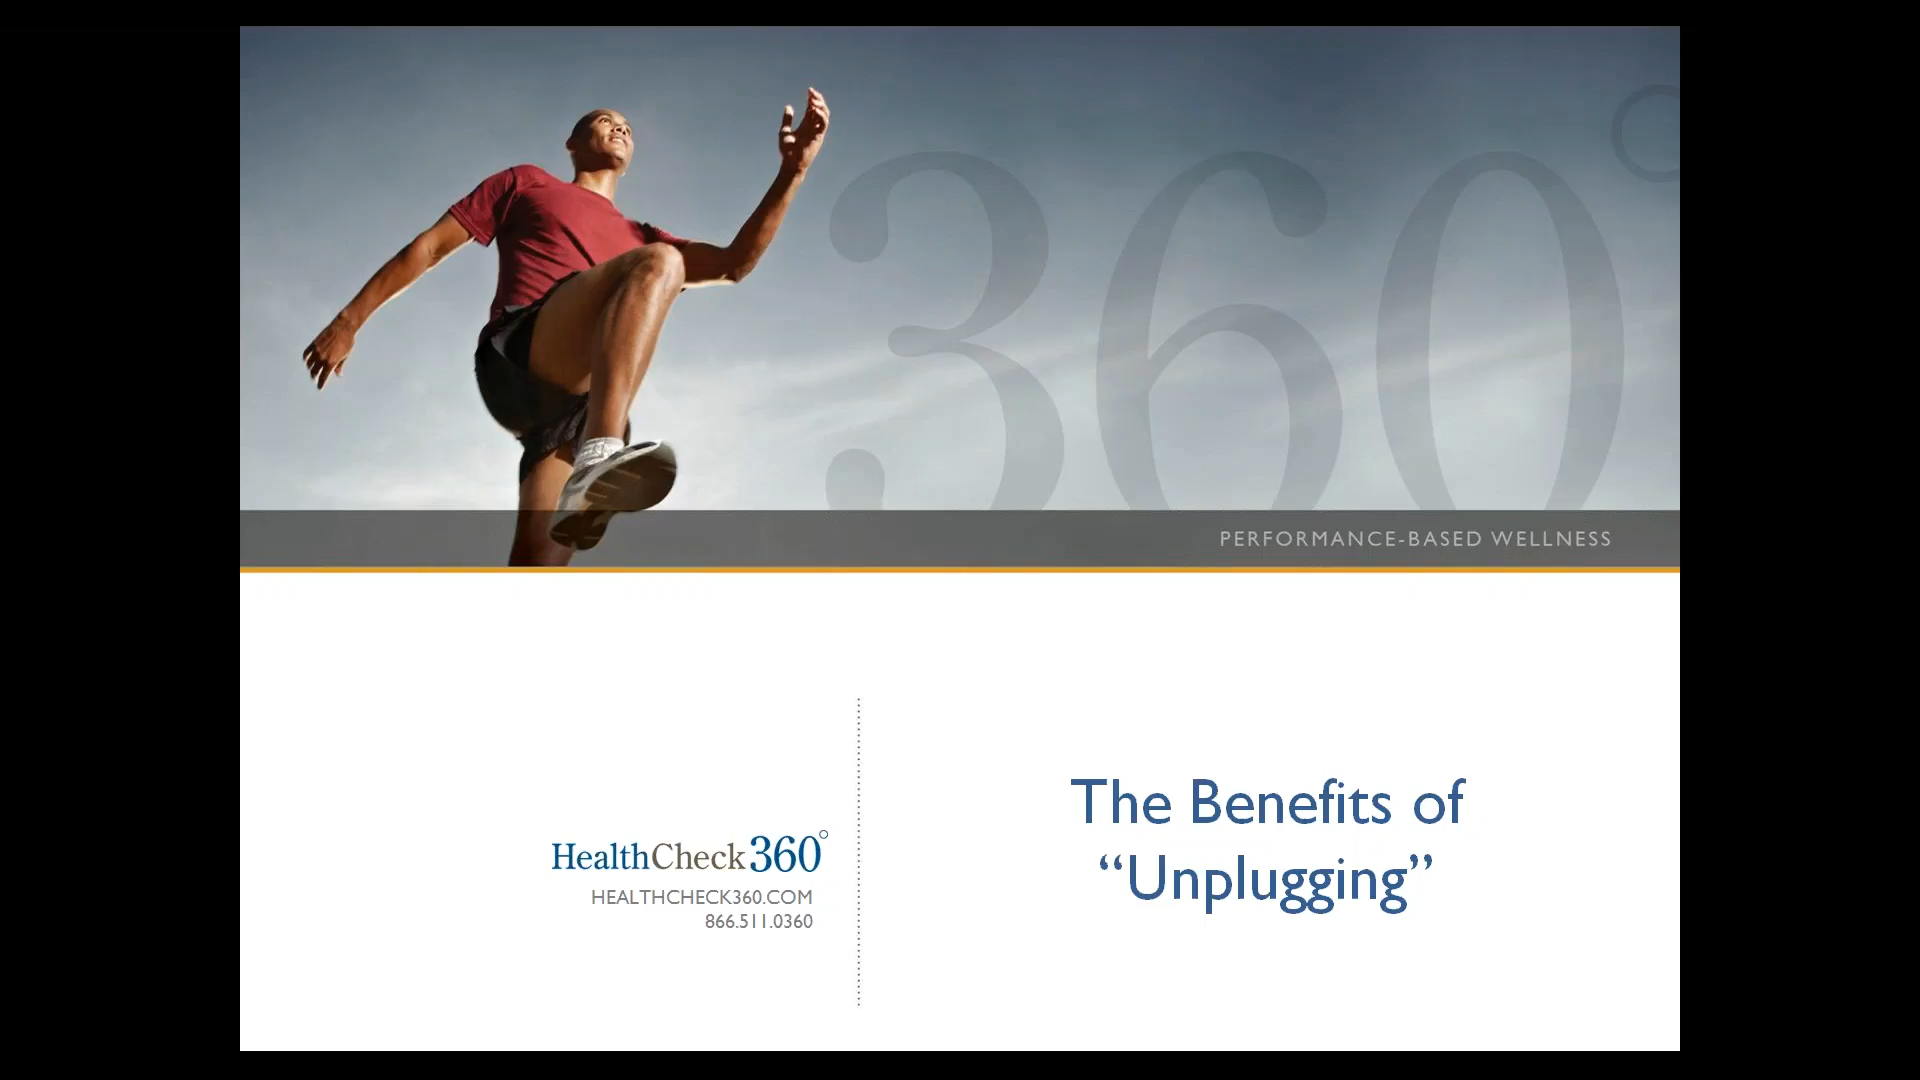 360°
PERFORMANCE-BASED WELLNESS
HealthCheck360°
HEALTHCHECK360.COM
866.511.0360
The Benefits of
“Unplugging”